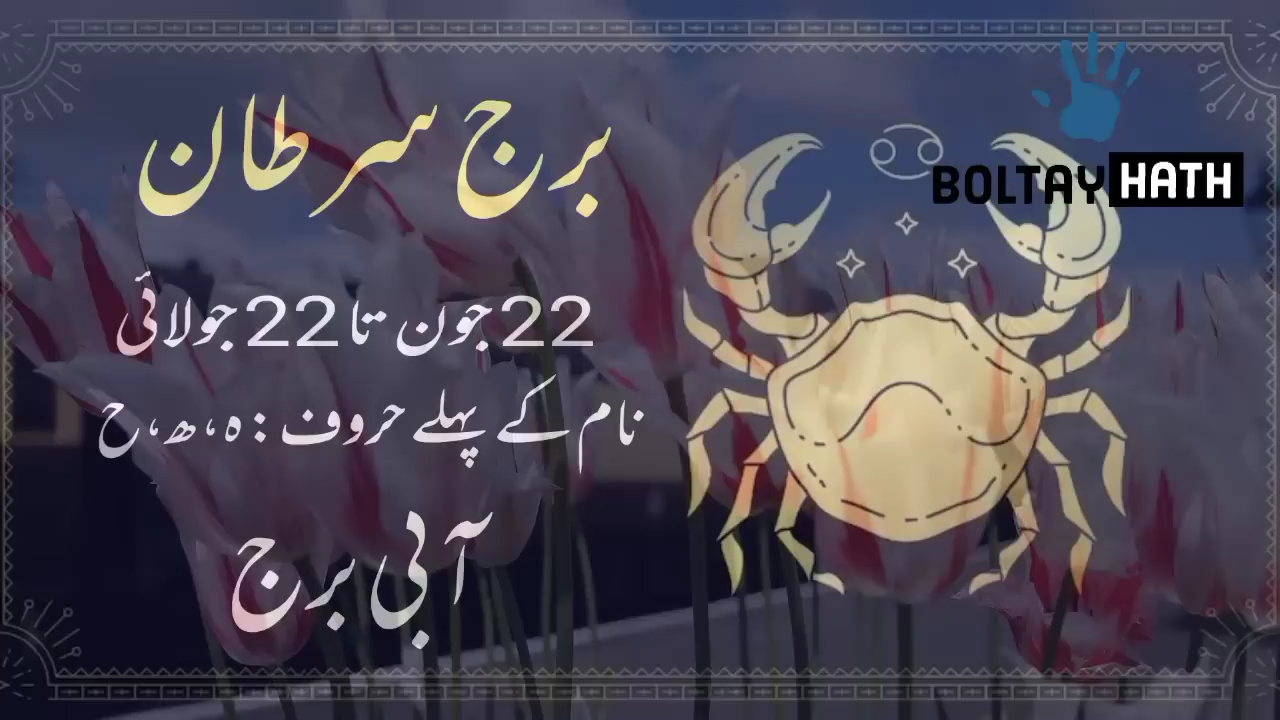 برج سرطان
BOLTAY HATH
22 جون تا 22 جولائی
نام کے پہلے حروف : ہ، ھ، ح
آبی برج